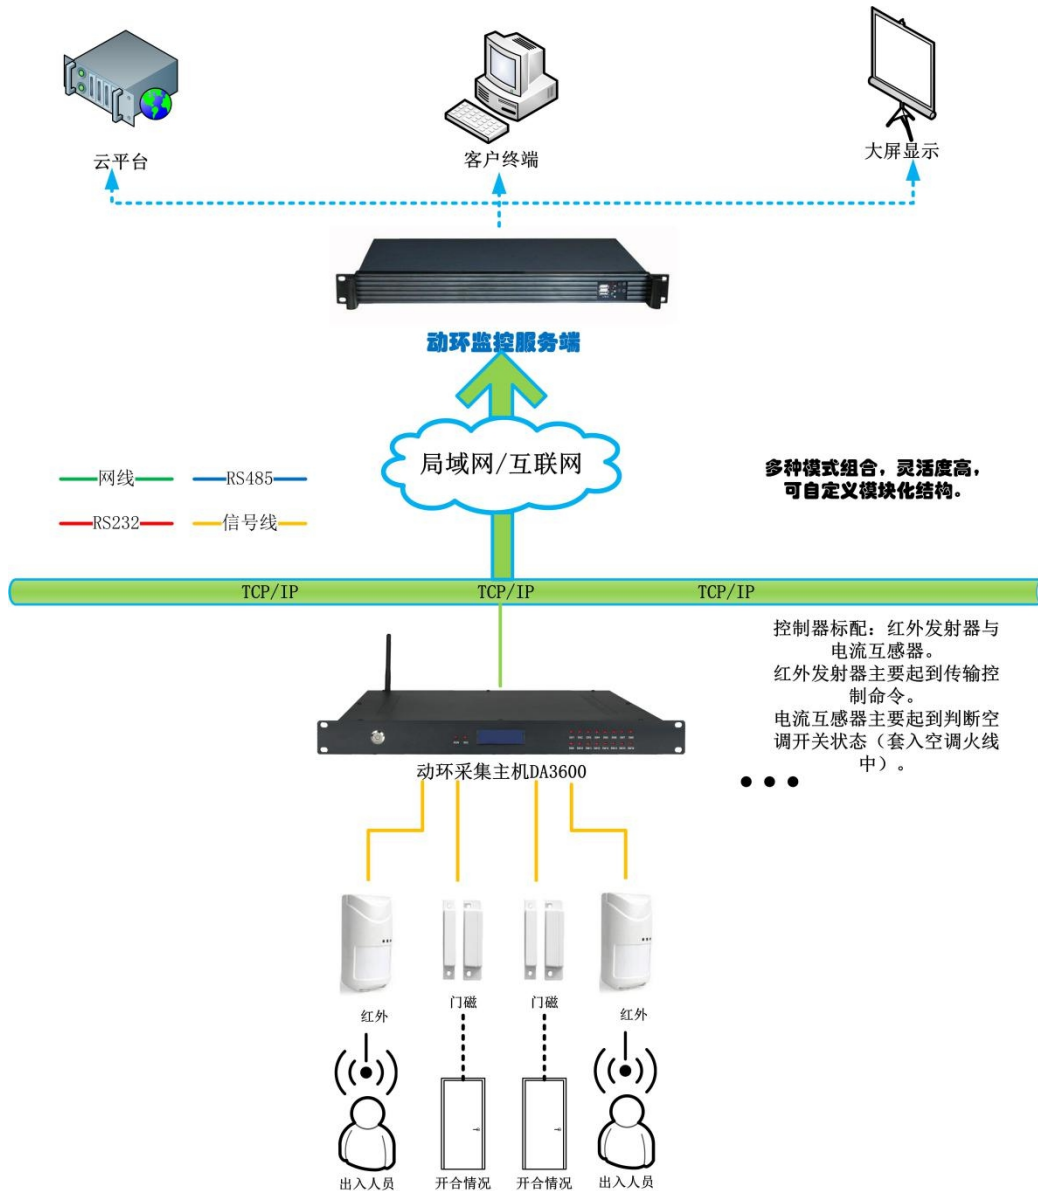 云平台
客户终端
大屏显示
动环监控服务端
局域网/互联网
网线
RS485
RS232
信号线
多种模式组合，灵活度高，
可自定义模块化结构。
TCP/IP
TCP/IP
TCP/IP
控制器标配：红外发射器与
电流互感器。
红外发射器主要起到传输控
制命令。
电流互感器主要起到判断空
调开关状态（套入空调火线
中）。
动环采集主机DA3600
红外
门磁
门磁
红外
出入人员
开合情况
开合情况
出入人员